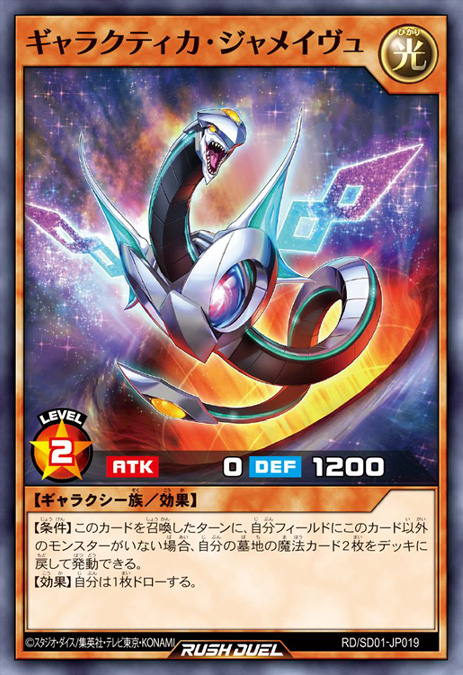 ギャラクティカ・ジャメイヴュ
ひかり
光
LEVEL
2
ATK 0 DEF 1200
【ギャラクシー族／効果】
【条件】このカードを召喚したターンに、自分フィールドにこのカード以外
のモンスターがいない場合、自分の墓地の魔法カード2枚をデッキに
戻して発動できる。
【効果】自分は1枚ドローする。
©スタジオ・ダイス/集英社・テレビ東京・KONAMI
RUSH DUEL
RD/SD01-JP019